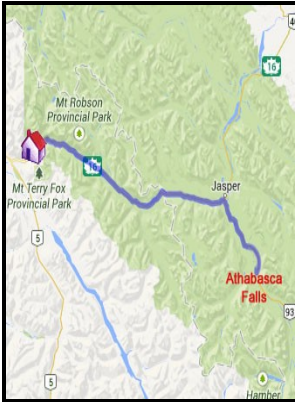 16
Mt Robson
Provincial Park
16
Mt Terry Fox
Provincial Park
Jasper
5
Athabasca
Falls
93
5
Hamber